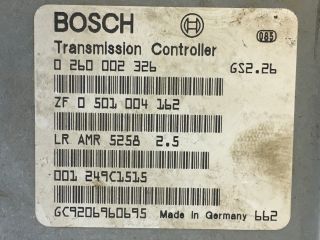 BOSCH
085
Transmission Controller
0 260 002 326 GS2.26
ZF 0 501 004 162
LR AMR 5258 2.5
001 249C1515
GC9206960695 Made in Germany 662